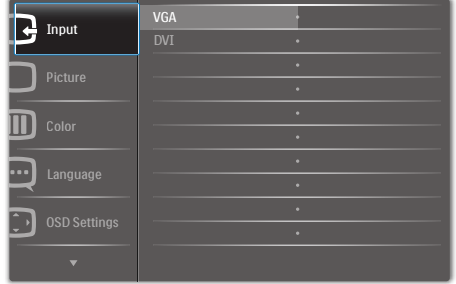 Input
Picture
Color
Language
OSD Settings
VGA
DVI